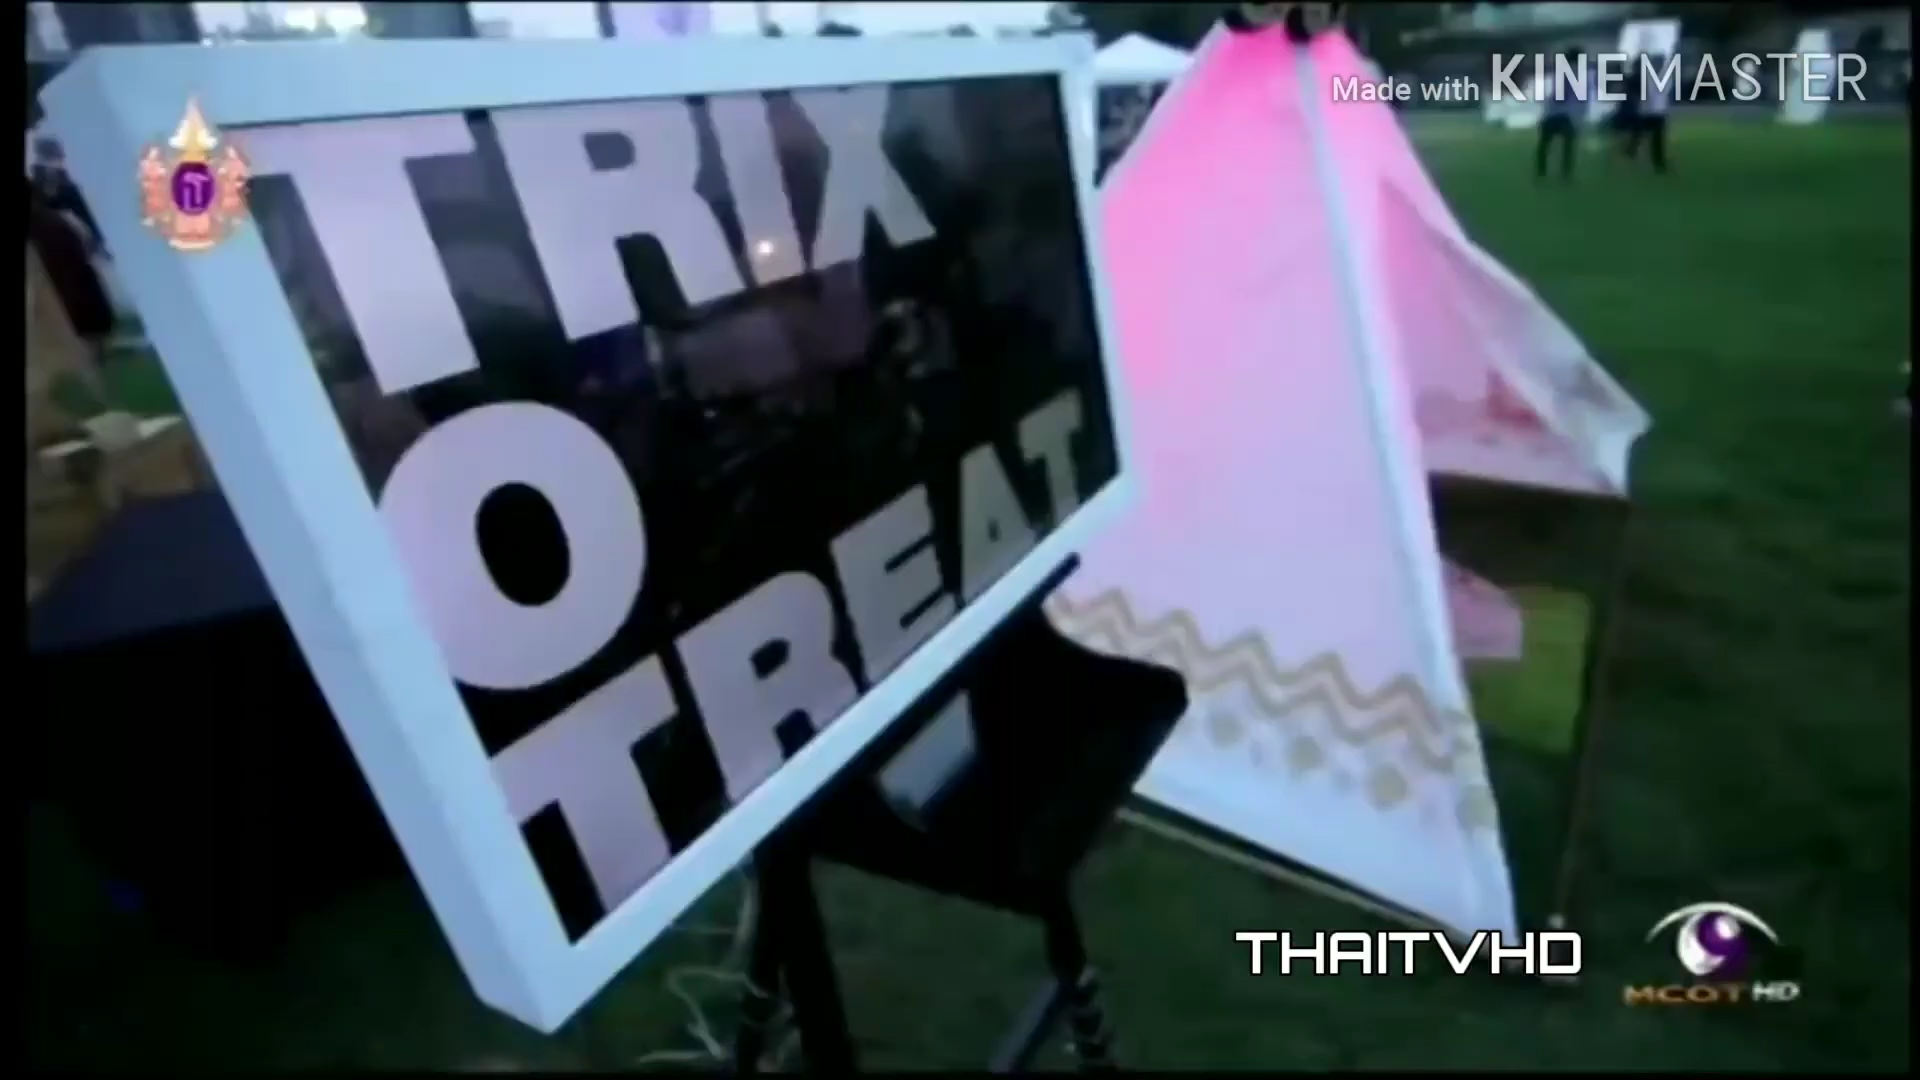 Made with KINEMASTER
TRIX
O
TREAT
THAITVHD
MCOT HD